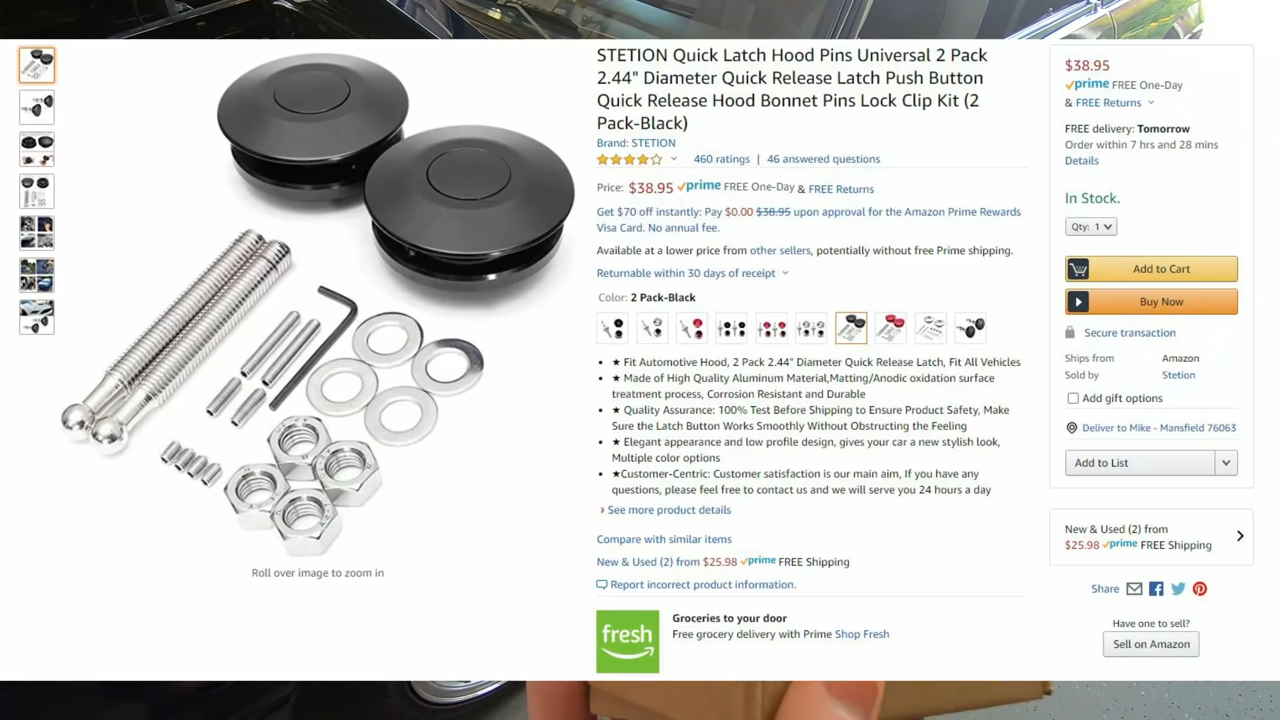 STETION Quick Latch Hood Pins Universal 2 Pack
2.44" Diameter Quick Release Latch Push Button
Quick Release Hood Bonnet Pins Lock Clip Kit (2
Pack-Black)
Brand: STETION
460 ratings | 46 answered questions
Price: $38.95 prime FREE One-Day & FREE Returns
Get $70 off instantly: Pay $0.00 $38.95 upon approval for the Amazon Prime Rewards
Visa Card. No annual fee.
Available at a lower price from other sellers, potentially without free Prime shipping.
Returnable within 30 days of receipt
Color: 2 Pack-Black
• ★ Fit Automotive Hood, 2 Pack 2.44" Diameter Quick Release Latch, Fit All Vehicles
• ★ Made of High Quality Aluminum Material,Matting/Anodic oxidation surface
treatment process, Corrosion Resistant and Durable
• ★ Quality Assurance: 100% Test Before Shipping to Ensure Product Safety, Make
Sure the Latch Button Works Smoothly Without Obstructing the Feeling
• ★ Elegant appearance and low profile design, gives your car a new stylish look,
Multiple color options
• ★Customer-Centric: Customer satisfaction is our main aim, If you have any
questions, please feel free to contact us and we will serve you 24 hours a day
› See more product details
Compare with similar items
New & Used (2) from $25.98 prime FREE Shipping
Report incorrect product information.
fresh
Groceries to your door
Free grocery delivery with Prime Shop Fresh
Roll over image to zoom in
$38.95
prime FREE One-Day
& FREE Returns
FREE delivery: Tomorrow
Order within 7 hrs and 28 mins
Details
In Stock.
Qty: 1
Add to Cart
Buy Now
Secure transaction
Ships from Amazon
Sold by Stetion
Add gift options
Deliver to Mike - Mansfield 76063
Add to List
New & Used (2) from
$25.98 prime FREE Shipping
Share
Have one to sell?
Sell on Amazon